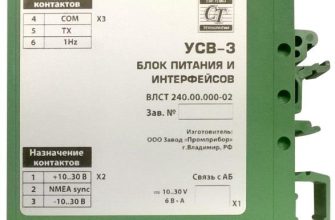 контактов
4 COM X3
5 TX
6 1Hz
СТ
УСВ-3
БЛОК ПИТАНИЯ И
ИНТЕРФЕЙСОВ
ВЛСТ 240.00.000-02
Зав. №
Изготовитель:
ООО Завод «Промприбор»
г.Владимир, РФ
Назначение
контактов
1 +10..30 В X2
2 NMEA sync
3 -10..30 В
Связь с АБ
10..30 V
6 В·А X1